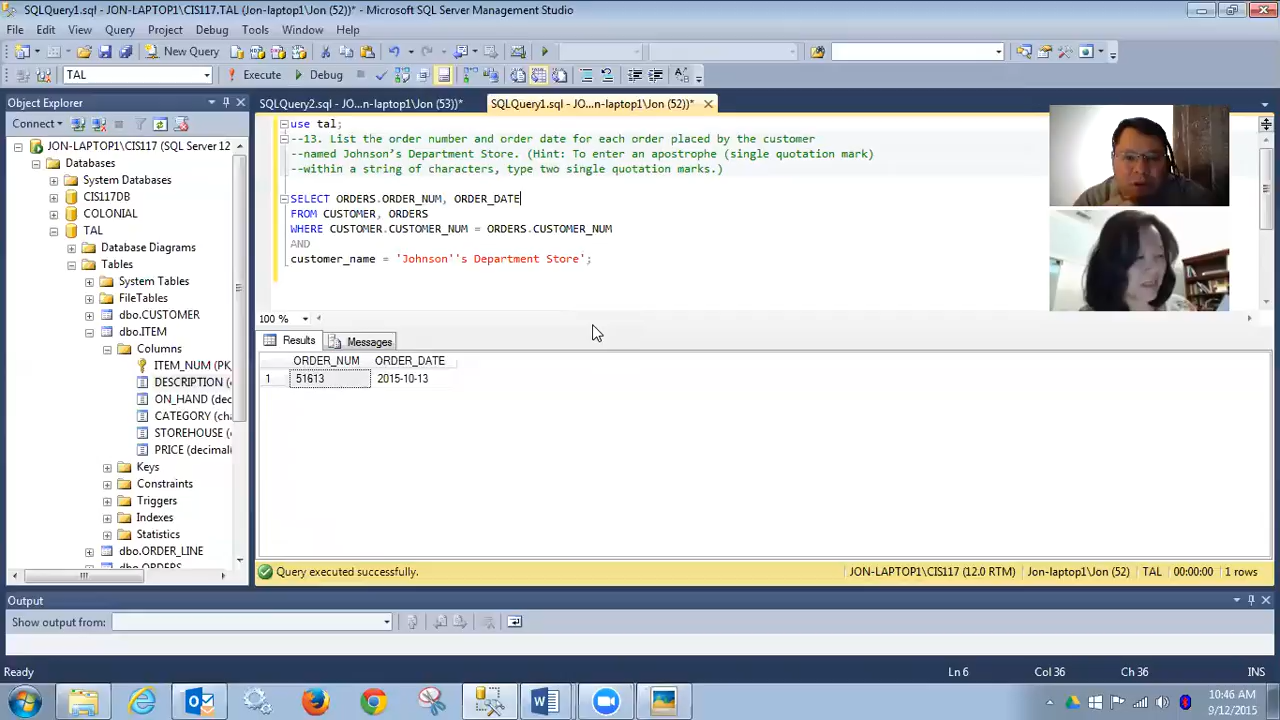 SQLQuery1.sql - JON-LAPTOP1\CIS117.TAL (Jon-laptop1\Jon (52))* - Microsoft SQL Server Management Studio
File Edit View Query Project Debug Tools Window Help
New Query
TAL Execute Debug
Object Explorer
SQLQuery2.sql - JO...n-laptop1\Jon (53))* SQLQuery1.sql - JO...n-laptop1\Jon (52))*
Connect
JON-LAPTOP1\CIS117 (SQL Server 12
Databases
System Databases
CIS117DB
COLONIAL
TAL
Database Diagrams
Tables
System Tables
FileTables
dbo.CUSTOMER
dbo.ITEM
Columns
ITEM_NUM (PK,
DESCRIPTION (
ON_HAND (dec
CATEGORY (cha
STOREHOUSE (
PRICE (decimal
Keys
Constraints
Triggers
Indexes
Statistics
dbo.ORDER_LINE
dbo.ORDERS
use tal;
--13. List the order number and order date for each order placed by the customer
--named Johnson’s Department Store. (Hint: To enter an apostrophe (single quotation mark)
--within a string of characters, type two single quotation marks.)
SELECT ORDERS.ORDER_NUM, ORDER_DATE
FROM CUSTOMER, ORDERS
WHERE CUSTOMER.CUSTOMER_NUM = ORDERS.CUSTOMER_NUM
AND
customer_name = 'Johnson''s Department Store';
100 %
Results Messages
ORDER_NUM ORDER_DATE
1 51613 2015-10-13
Query executed successfully. JON-LAPTOP1\CIS117 (12.0 RTM) Jon-laptop1\Jon (52) TAL 00:00:00 1 rows
Output
Show output from:
Ready Ln 6 Col 36 Ch 36 INS
10:46 AM
9/12/2015